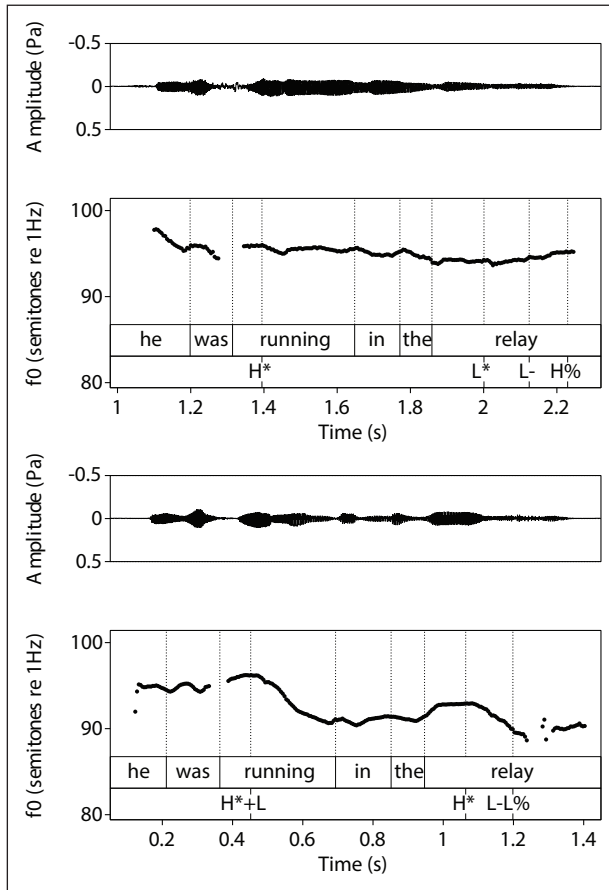 Amplitude (Pa)
-0.5
0
0.5
f0 (semitones re 1Hz)
100
90
80
he was running in the relay
H* L* L- H%
1 1.2 1.4 1.6 1.8 2 2.2
Time (s)
Amplitude (Pa)
-0.5
0
0.5
f0 (semitones re 1Hz)
100
90
80
he was running in the relay
H*+L H* L-L%
0.2 0.4 0.6 0.8 1 1.2 1.4
Time (s)